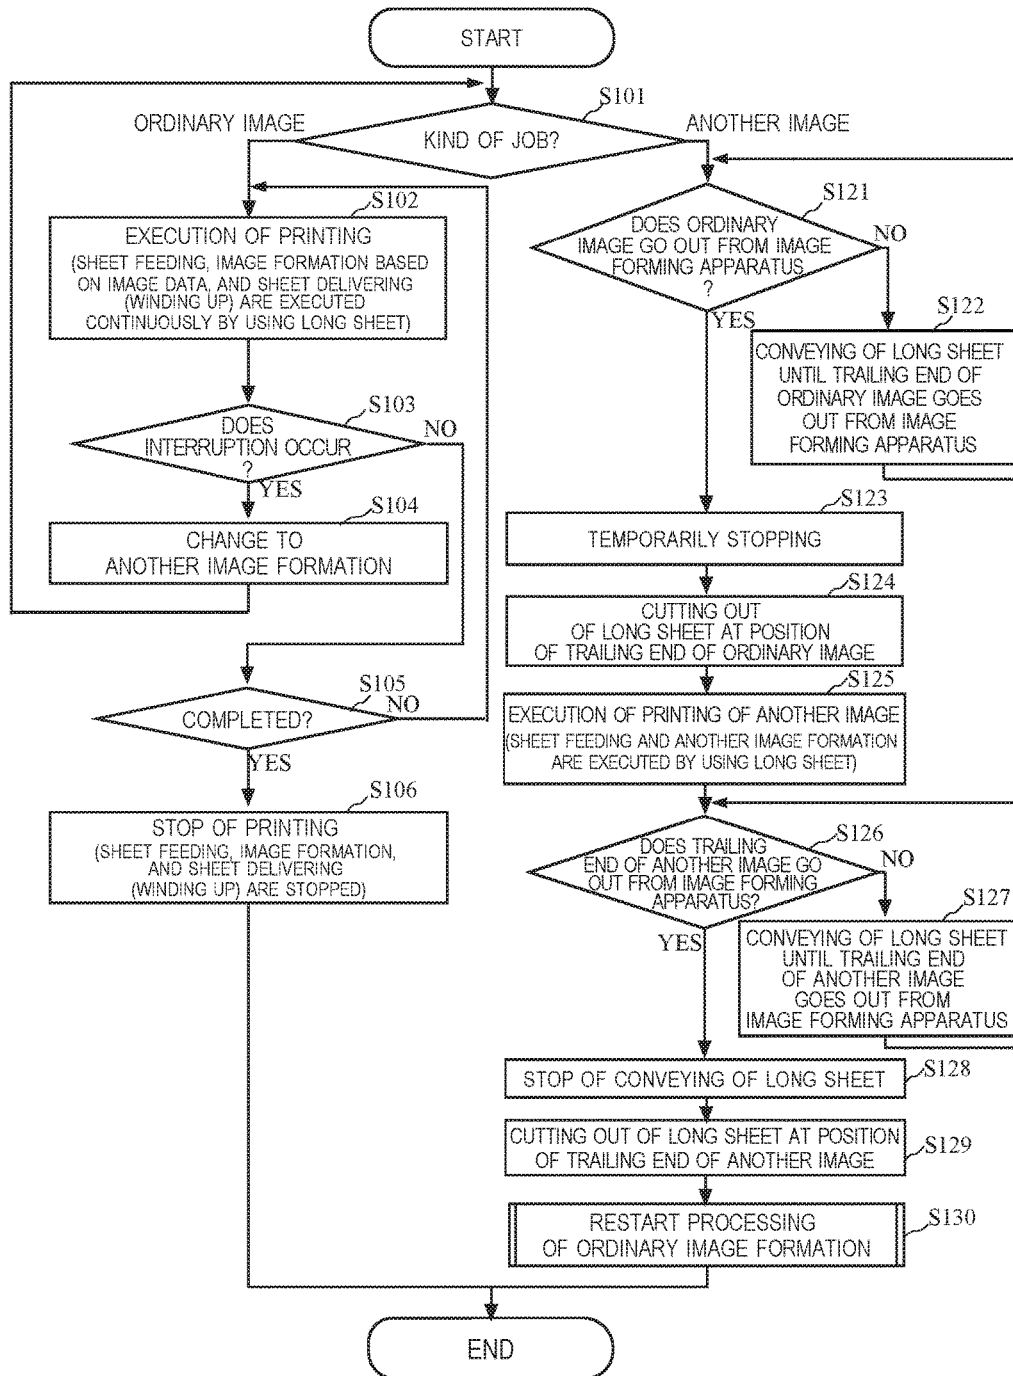 START
S101
ORDINARY IMAGE
KIND OF JOB?
ANOTHER IMAGE
S102
EXECUTION OF PRINTING
(SHEET FEEDING, IMAGE FORMATION BASED
ON IMAGE DATA, AND SHEET DELIVERING
(WINDING UP) ARE EXECUTED
CONTINUOUSLY BY USING LONG SHEET)
S103
DOES
INTERRUPTION OCCUR
?
NO
YES
S104
CHANGE TO
ANOTHER IMAGE FORMATION
S105
COMPLETED?
NO
YES
S106
STOP OF PRINTING
(SHEET FEEDING, IMAGE FORMATION,
AND SHEET DELIVERING
(WINDING UP) ARE STOPPED)
S121
DOES ORDINARY
IMAGE GO OUT FROM IMAGE
FORMING APPARATUS
?
NO
YES
S122
CONVEYING OF LONG SHEET
UNTIL TRAILING END OF
ORDINARY IMAGE GOES
OUT FROM IMAGE
FORMING APPARATUS
S123
TEMPORARILY STOPPING
S124
CUTTING OUT
OF LONG SHEET AT POSITION
OF TRAILING END OF ORDINARY IMAGE
S125
EXECUTION OF PRINTING OF ANOTHER IMAGE
(SHEET FEEDING AND ANOTHER IMAGE FORMATION
ARE EXECUTED BY USING LONG SHEET)
S126
DOES TRAILING
END OF ANOTHER IMAGE GO
OUT FROM IMAGE FORMING
APPARATUS?
NO
YES
S127
CONVEYING OF LONG SHEET
UNTIL TRAILING END
OF ANOTHER IMAGE
GOES OUT FROM
IMAGE FORMING APPARATUS
STOP OF CONVEYING OF LONG SHEET
S128
CUTTING OUT OF LONG SHEET AT POSITION
OF TRAILING END OF ANOTHER IMAGE
S129
RESTART PROCESSING
OF ORDINARY IMAGE FORMATION
S130
END